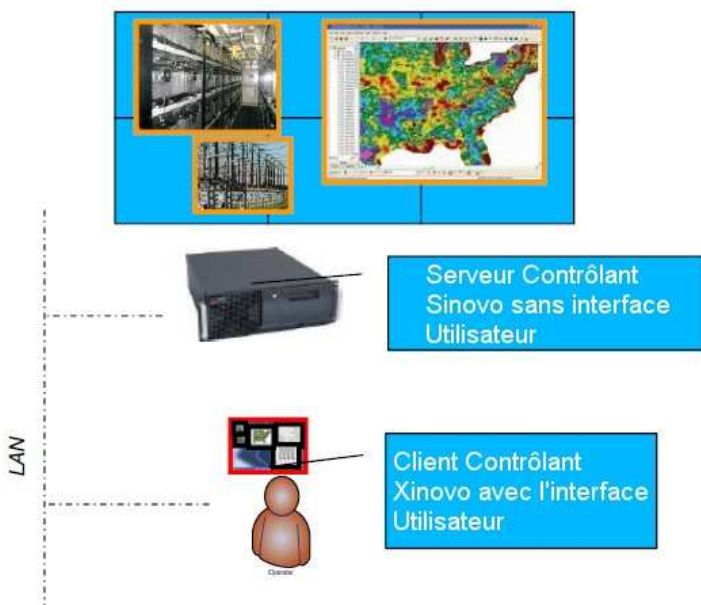 Serveur Contrôlant
Sinovo sans interface
Utilisateur
LAN
Client Contrôlant
Xinovo avec l'interface
Utilisateur